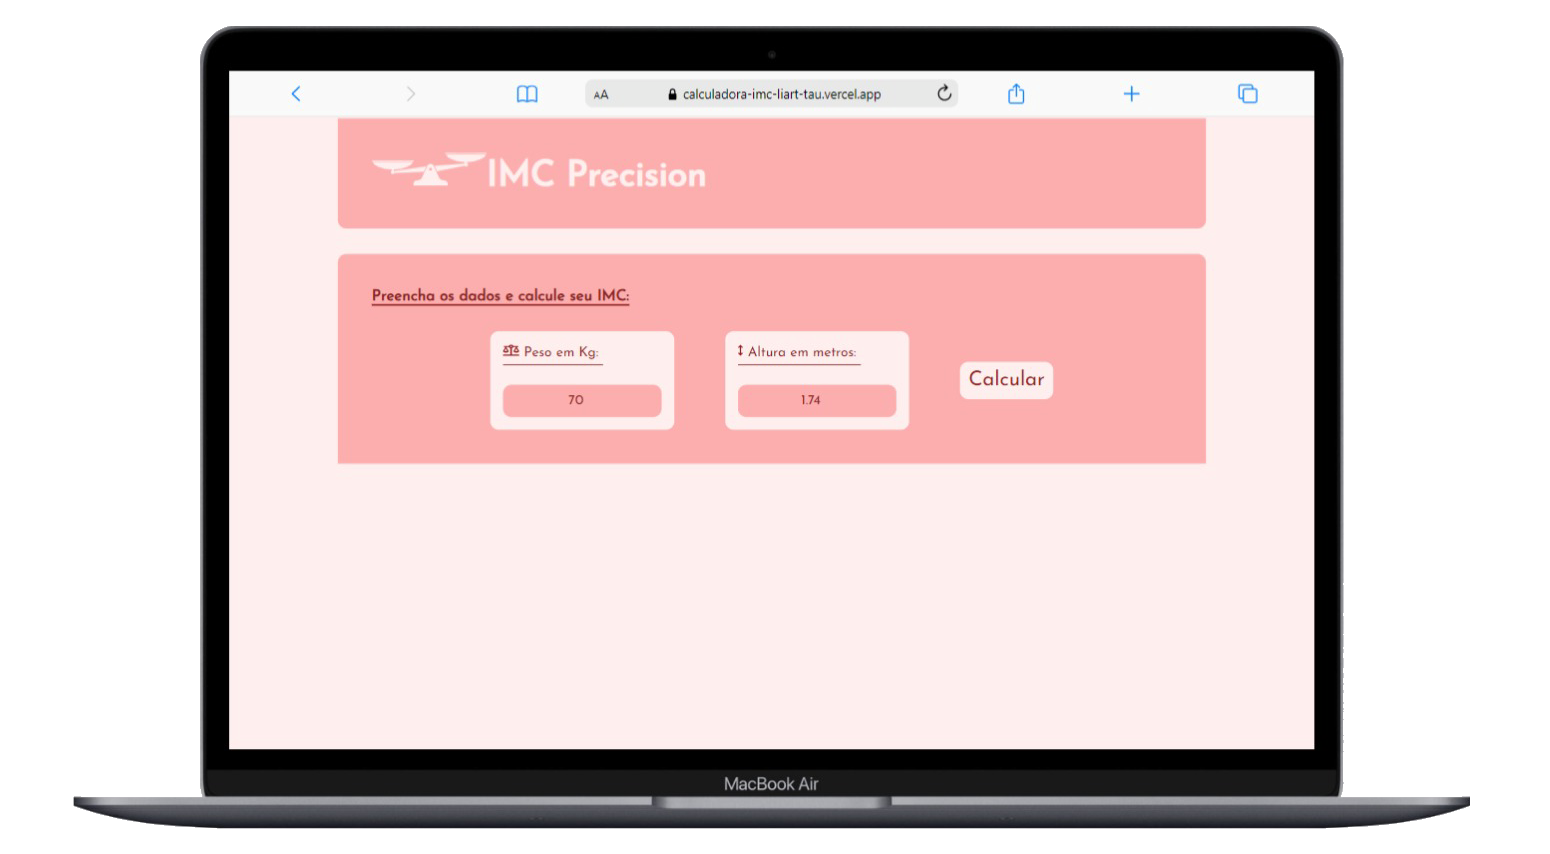 AA calculadora-imc-liart-tau.vercel.app
IMC Precision
Preencha os dados e calcule seu IMC:
Peso em Kg:
70
Altura em metros:
1.74
Calcular
MacBook Air